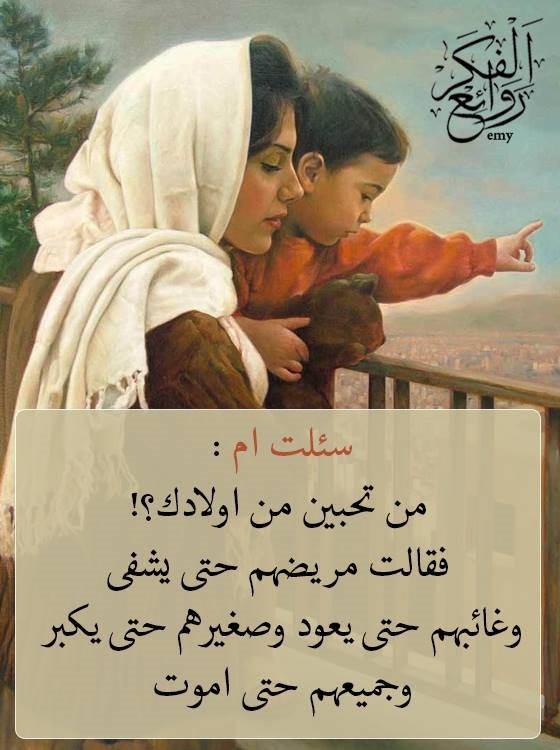 روائع الفكر
emy
سئلت ام :
من تحبين من اولادك؟!
فقالت مريضهم حتى يشفى
وغائبهم حتى يعود وصغيرهم حتى يكبر
وجميعهم حتى اموت